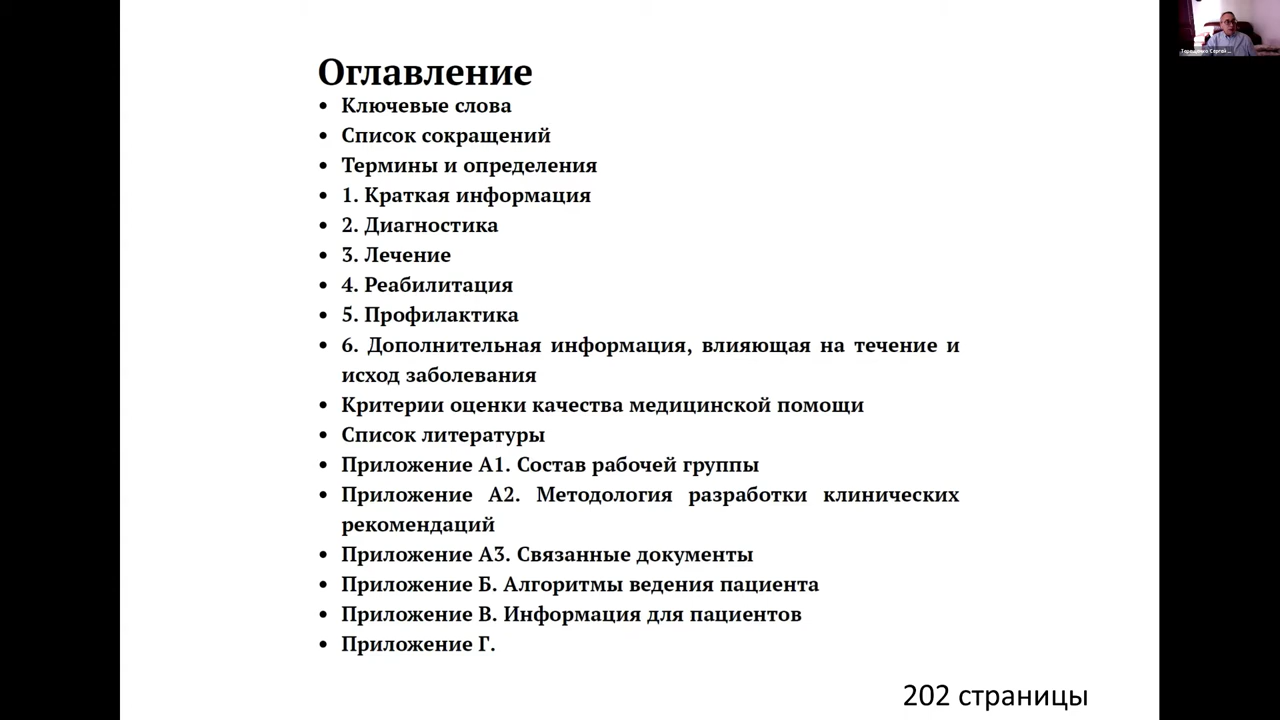 Оглавление
• Ключевые слова
• Список сокращений
• Термины и определения
• 1. Краткая информация
• 2. Диагностика
• 3. Лечение
• 4. Реабилитация
• 5. Профилактика
• 6. Дополнительная информация, влияющая на течение и
исход заболевания
• Критерии оценки качества медицинской помощи
• Список литературы
• Приложение А1. Состав рабочей группы
• Приложение А2. Методология разработки клинических
рекомендаций
• Приложение А3. Связанные документы
• Приложение Б. Алгоритмы ведения пациента
• Приложение В. Информация для пациентов
• Приложение Г.
202 страницы
Терещенко Сергей...